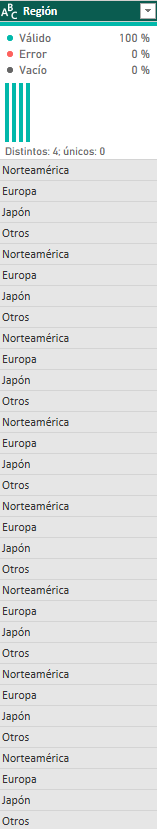 ABC Región
Válido 100 %
Error 0 %
Vacío 0 %
Distintos: 4; únicos: 0
Norteamérica
Europa
Japón
Otros
Norteamérica
Europa
Japón
Otros
Norteamérica
Europa
Japón
Otros
Norteamérica
Europa
Japón
Otros
Norteamérica
Europa
Japón
Otros
Norteamérica
Europa
Japón
Otros
Norteamérica
Europa
Japón
Otros
Norteamérica
Europa
Japón
Otros